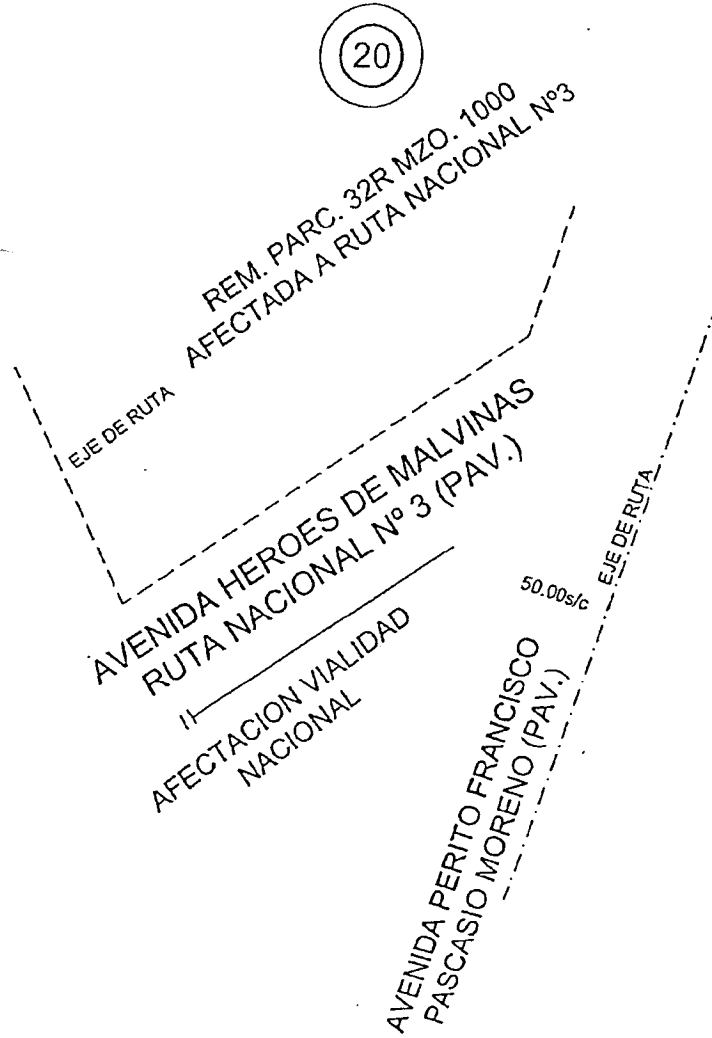 20
REM. PARC. 32R MZO. 1000
AFECTADA A RUTA NACIONAL Nº3
EJE DE RUTA
AVENIDA HEROES DE MALVINAS
RUTA NACIONAL Nº 3 (PAV.)
AFECTACION VIALIDAD
NACIONAL
50.00s/c
EJE DE RUTA
AVENIDA PERITO FRANCISCO
PASCASIO MORENO (PAV.)